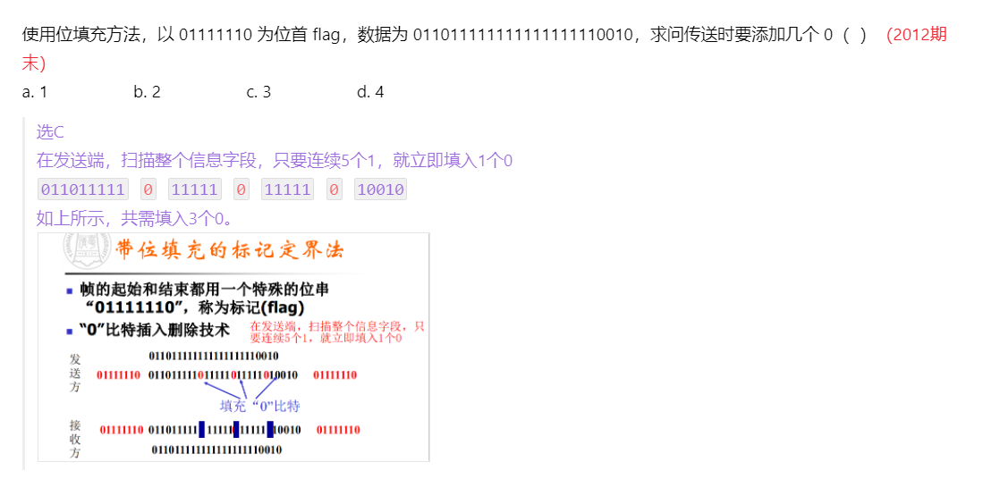 使用位填充方法，以 01111110 为位首 flag，数据为 011011111111111111110010，求问传送时要添加几个 0（ ） (2012期
末)
a. 1 b. 2 c. 3 d. 4
选C
在发送端，扫描整个信息字段，只要连续5个1，就立即填入1个0
011011111 0 11111 0 11111 0 10010
如上所示，共需填入3个0。
带位填充的标记定界法
帧的起始和结束都用一个特殊的位串
“01111110”，称为标记(flag)
“0”比特插入删除技术
在发送端，扫描整个信息字段，只
要连续5个1，就立即填入1个0
发送方
011011111111111111110010
01111110 011011111011111011111010010 01111110
填充“0”比特
接收方
01111110 011011111 11111 11111 10010 01111110
011011111111111111110010